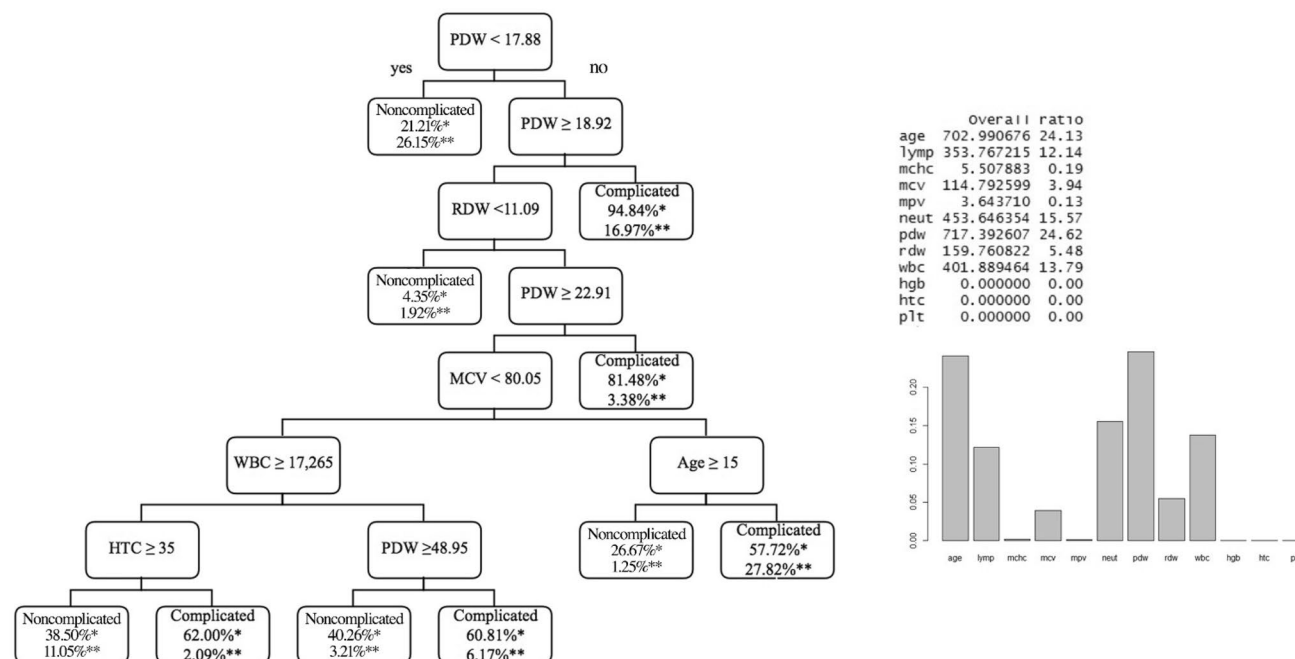 PDW < 17.88
yes
no
Noncomplicated
21.21%*
26.15%**
PDW ≥ 18.92
RDW <11.09
Complicated
94.84%*
16.97%**
Noncomplicated
4.35%*
1.92%**
PDW ≥ 22.91
MCV < 80.05
Complicated
81.48%*
3.38%**
WBC ≥ 17,265
Age ≥ 15
HTC ≥ 35
PDW ≥48.95
Noncomplicated
26.67%*
1.25%**
Complicated
57.72%*
27.82%**
Noncomplicated
38.50%*
11.05%**
Complicated
62.00%*
2.09%**
Noncomplicated
40.26%*
3.21%**
Complicated
60.81%*
6.17%**
Overall ratio
age 702.990676 24.13
lymp 353.767215 12.14
mchc 5.507883 0.19
mcv 114.792599 3.94
mpv 3.643710 0.13
neut 453.646354 15.57
pdw 717.392607 24.62
rdw 159.760822 5.48
wbc 401.889464 13.79
hgb 0.000000 0.00
htc 0.000000 0.00
plt 0.000000 0.00
0.20
0.15
0.10
0.05
0.00
age lymp mchc mcv mpv neut pdw rdw wbc hgb htc p